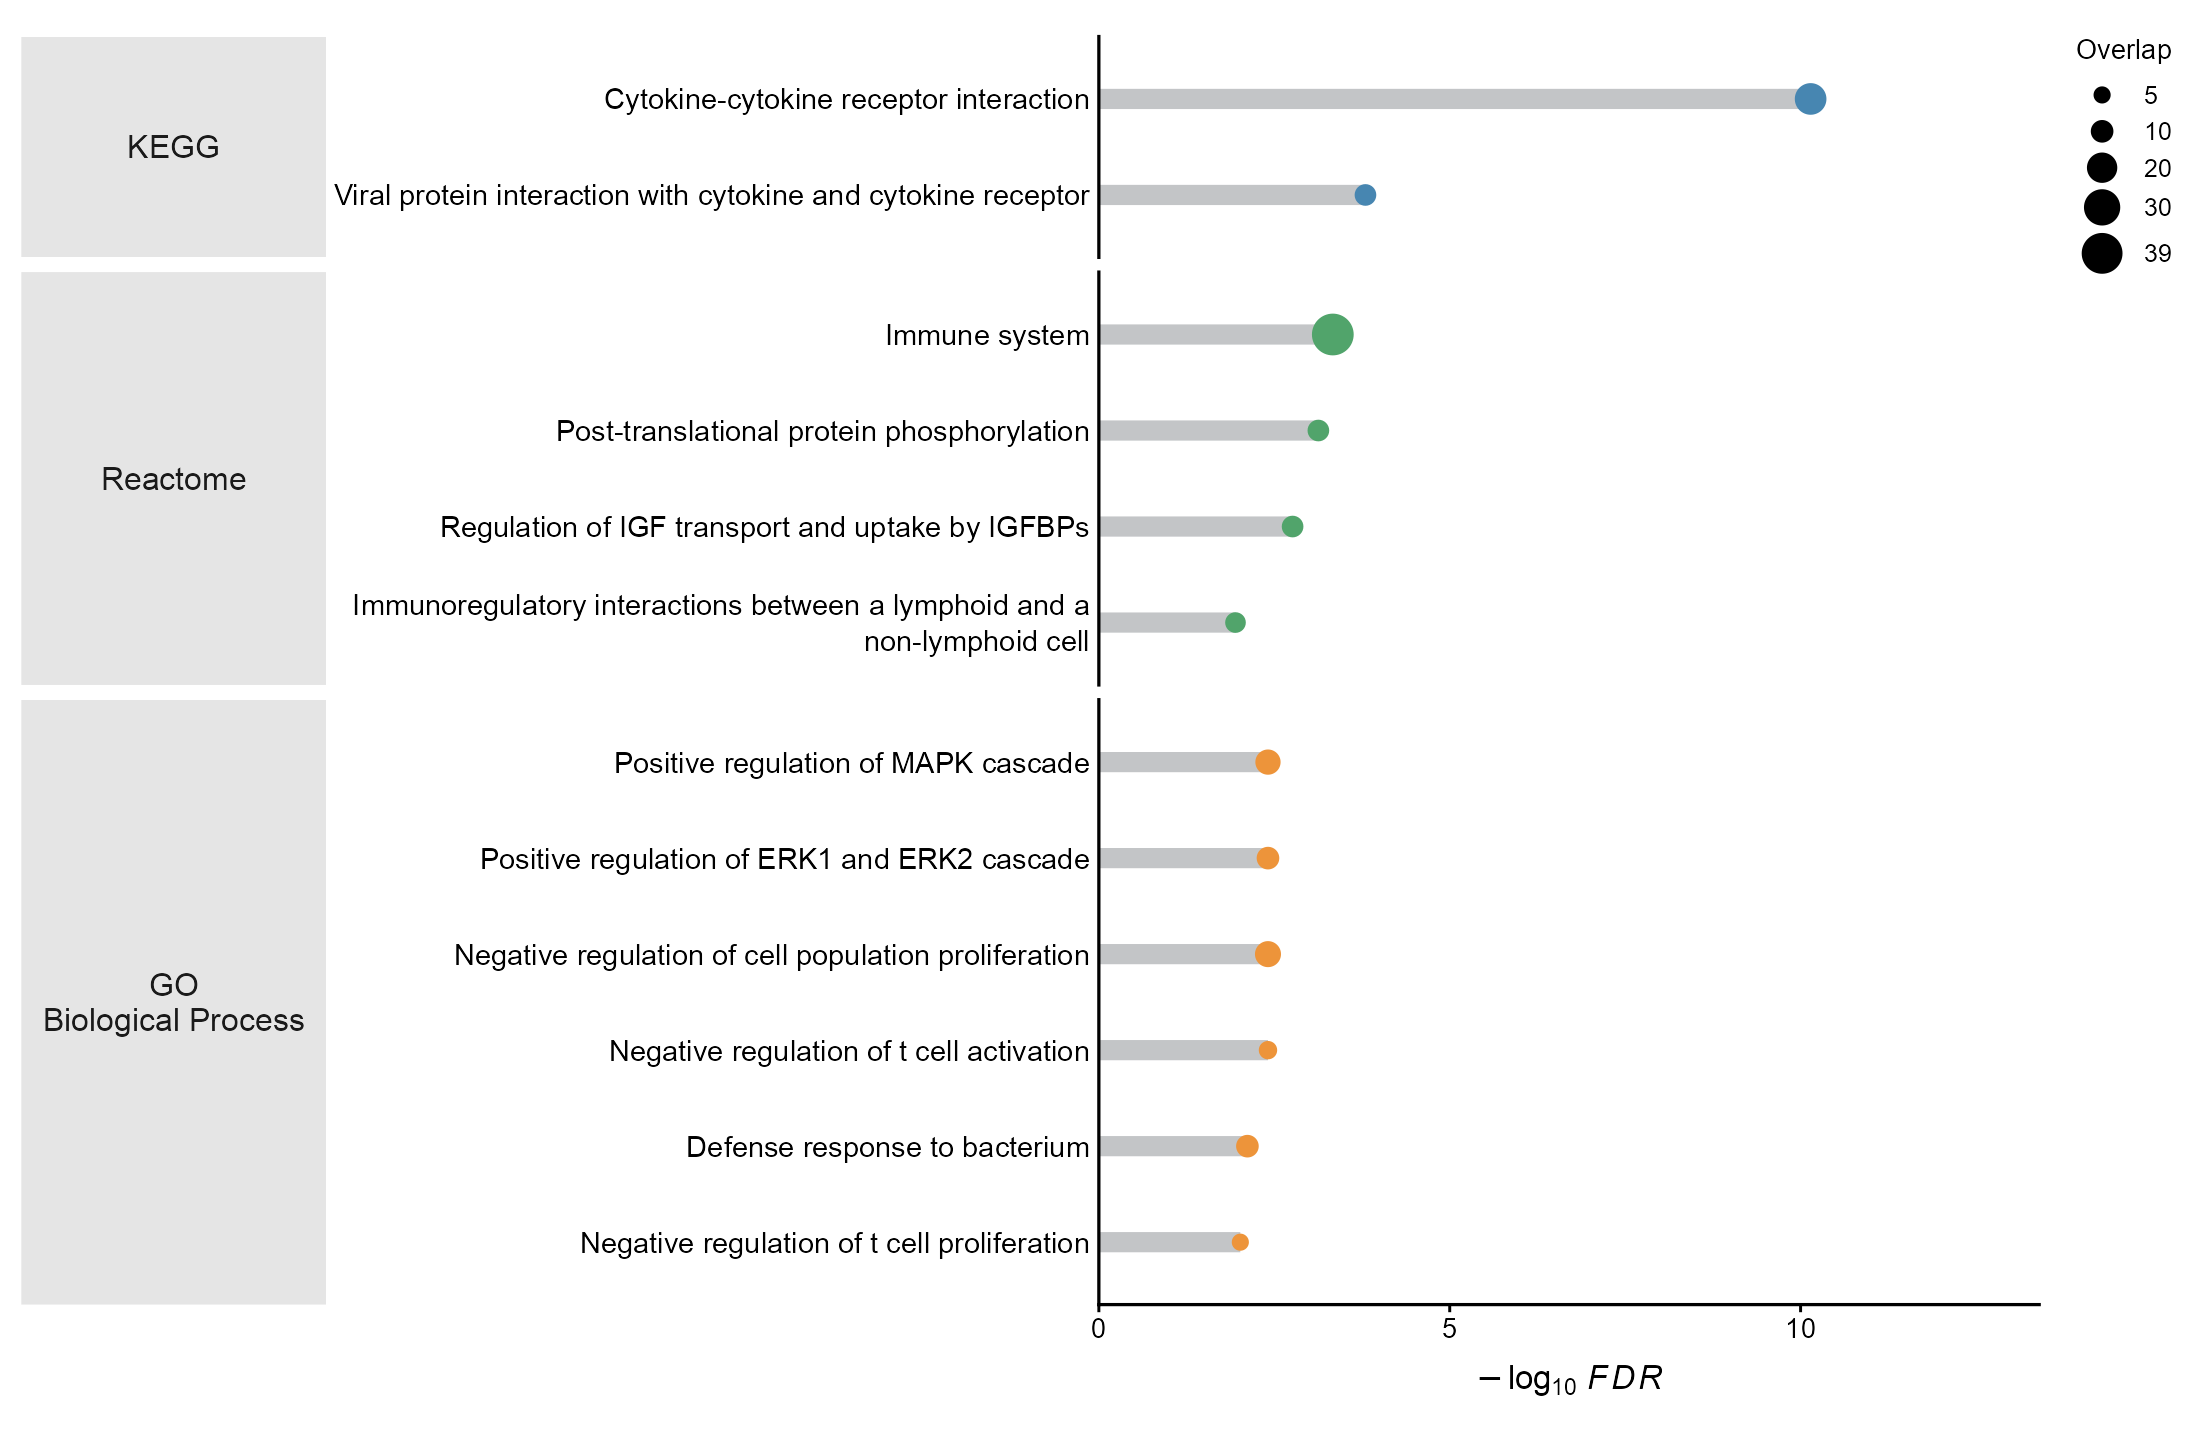 KEGG
Cytokine-cytokine receptor interaction
Viral protein interaction with cytokine and cytokine receptor
Reactome
Immune system
Post-translational protein phosphorylation
Regulation of IGF transport and uptake by IGFBPs
Immunoregulatory interactions between a lymphoid and a
non-lymphoid cell
GO
Biological Process
Positive regulation of MAPK cascade
Positive regulation of ERK1 and ERK2 cascade
Negative regulation of cell population proliferation
Negative regulation of t cell activation
Defense response to bacterium
Negative regulation of t cell proliferation
0 5 10
− log10 FDR
Overlap
5
10
20
30
39